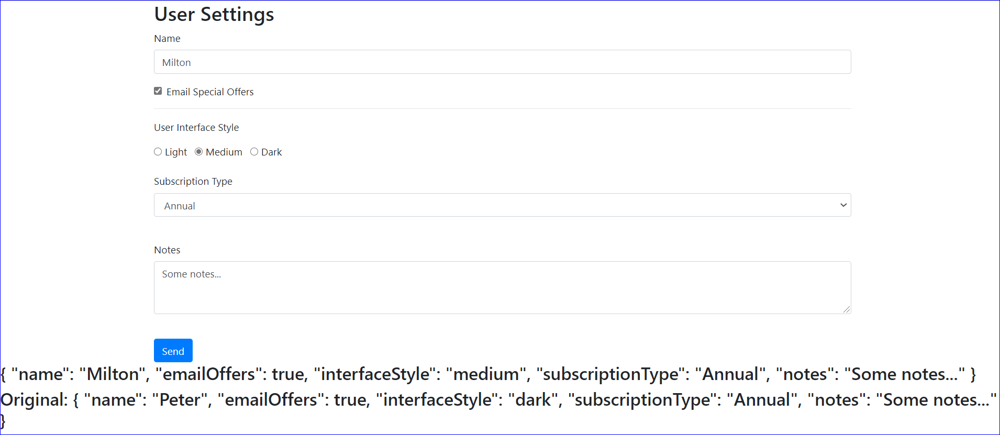 User Settings
Name
Milton
Email Special Offers
User Interface Style
Light Medium Dark
Subscription Type
Annual
Notes
Some notes...
Send
{ "name": "Milton", "emailOffers": true, "interfaceStyle": "medium", "subscriptionType": "Annual", "notes": "Some notes..." }
Original: { "name": "Peter", "emailOffers": true, "interfaceStyle": "dark", "subscriptionType": "Annual", "notes": "Some notes..."
}